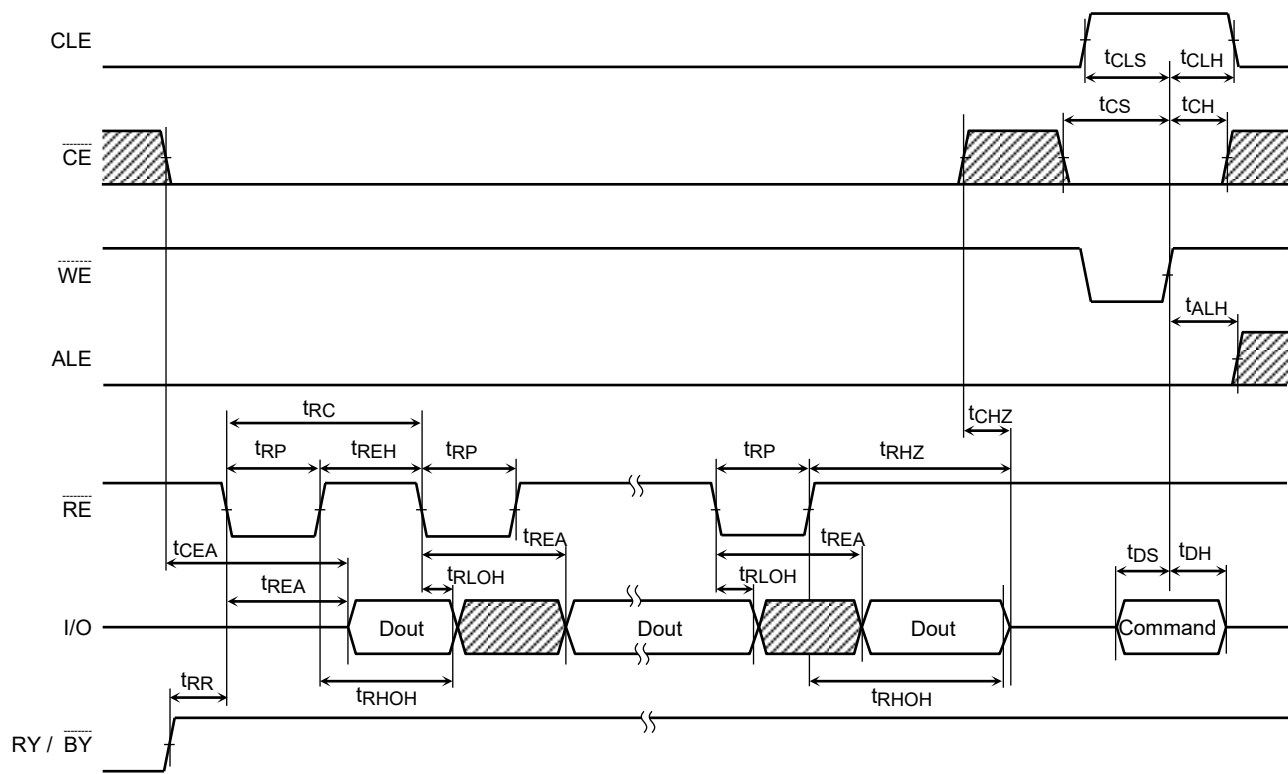 CLE
tCLS tCLH
tCS tCH
CE
WE
tALH
ALE
tRC
tCHZ
tRP tREH tRP tRP tRHZ
RE
tCEA tREA tREA
tDS tDH
tREA tRLOH tRLOH
I/O Dout Dout Dout Command
tRHOH tRHOH
tRR
RY / BY